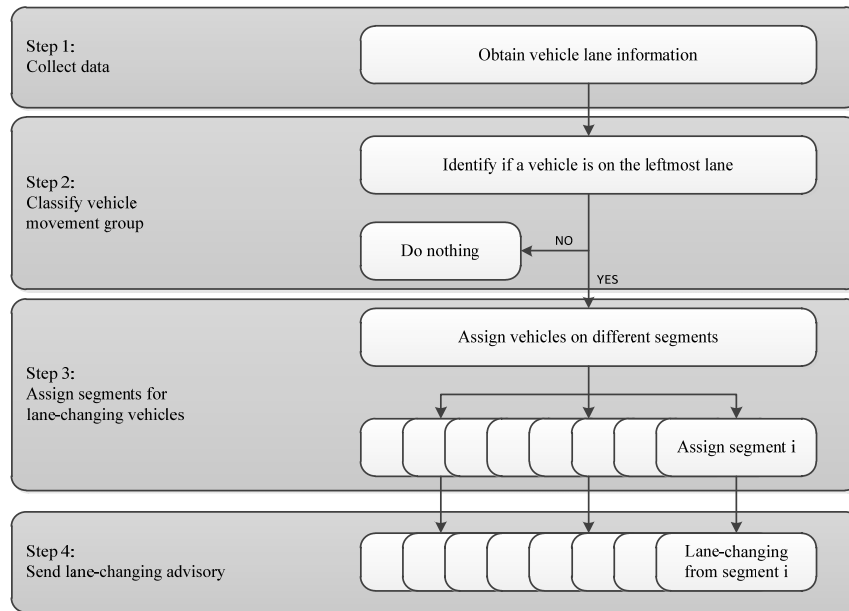 Step 1:
Collect data
Obtain vehicle lane information
Step 2:
Classify vehicle
movement group
Identify if a vehicle is on the leftmost lane
Do nothing
NO
YES
Step 3:
Assign segments for
lane-changing vehicles
Assign vehicles on different segments
Assign segment i
Step 4:
Send lane-changing advisory
Lane-changing
from segment i